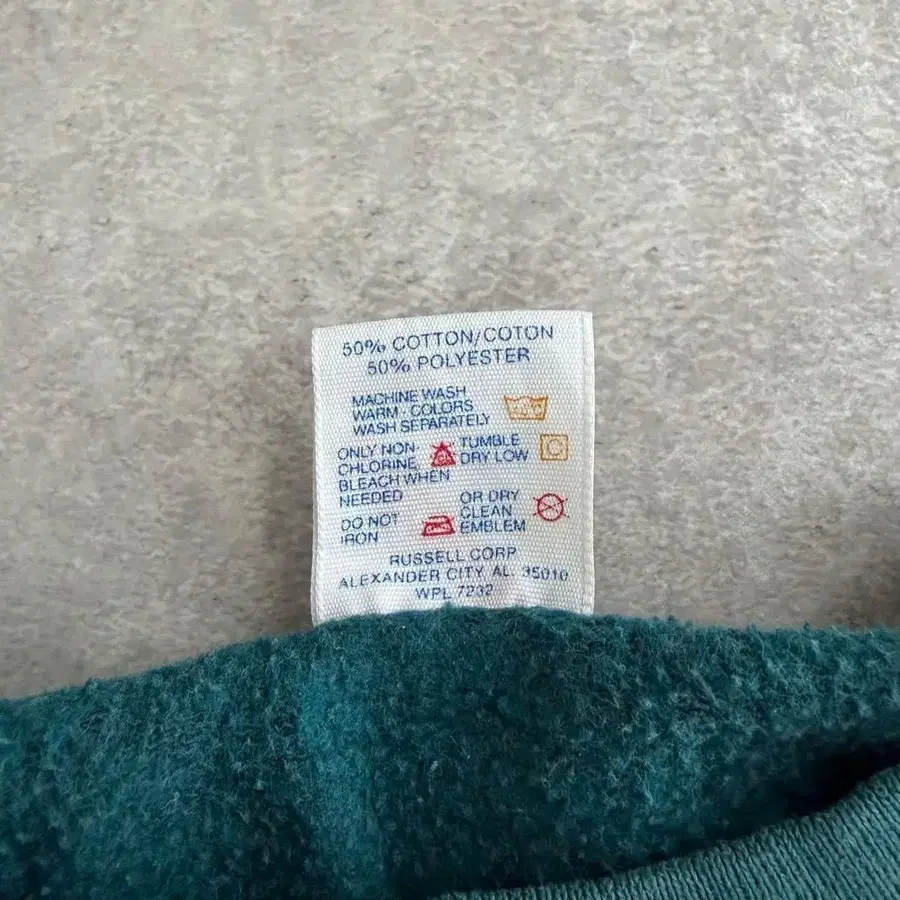 50% COTTON/COTON
50% POLYESTER
MACHINE WASH
WARM - COLORS
WASH SEPARATELY
ONLY NON
CHLORINE
BLEACH WHEN
NEEDED
TUMBLE
DRY LOW
DO NOT
IRON
OR DRY
CLEAN
EMBLEM
RUSSELL CORP
ALEXANDER CITY AL. 35010
WPL 7232